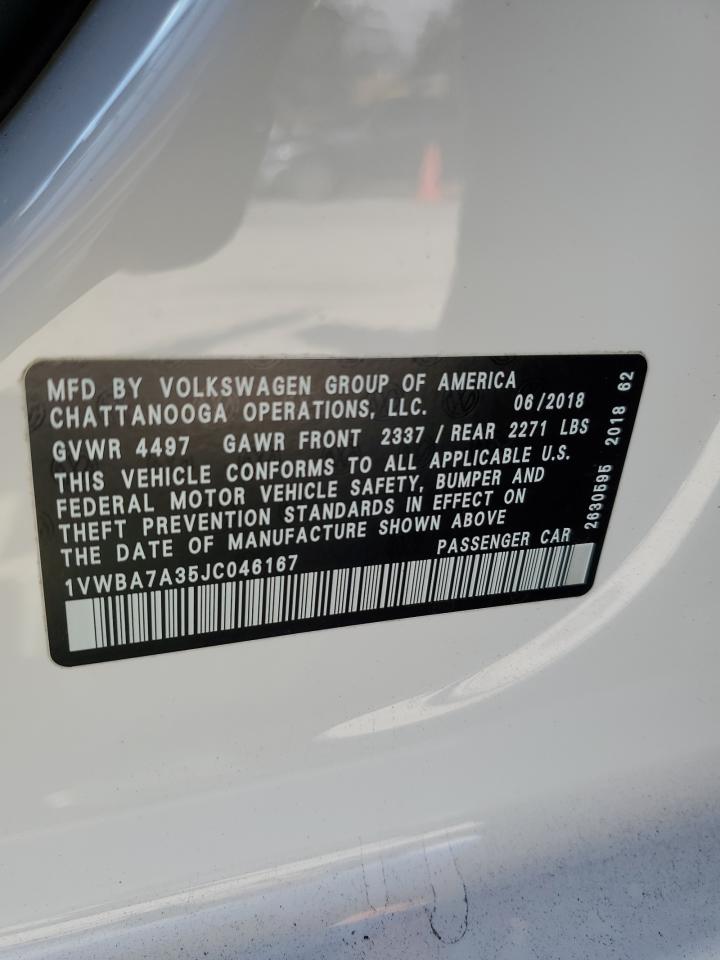 MFD BY VOLKSWAGEN GROUP OF AMERICA
CHATTANOOGA OPERATIONS, LLC. 06/2018
GVWR 4497 GAWR FRONT 2337 / REAR 2271 LBS
THIS VEHICLE CONFORMS TO ALL APPLICABLE U.S.
FEDERAL MOTOR VEHICLE SAFETY, BUMPER AND
THEFT PREVENTION STANDARDS IN EFFECT ON
THE DATE OF MANUFACTURE SHOWN ABOVE
PASSENGER CAR
1VWBA7A35JC046167
2630595 2018 62